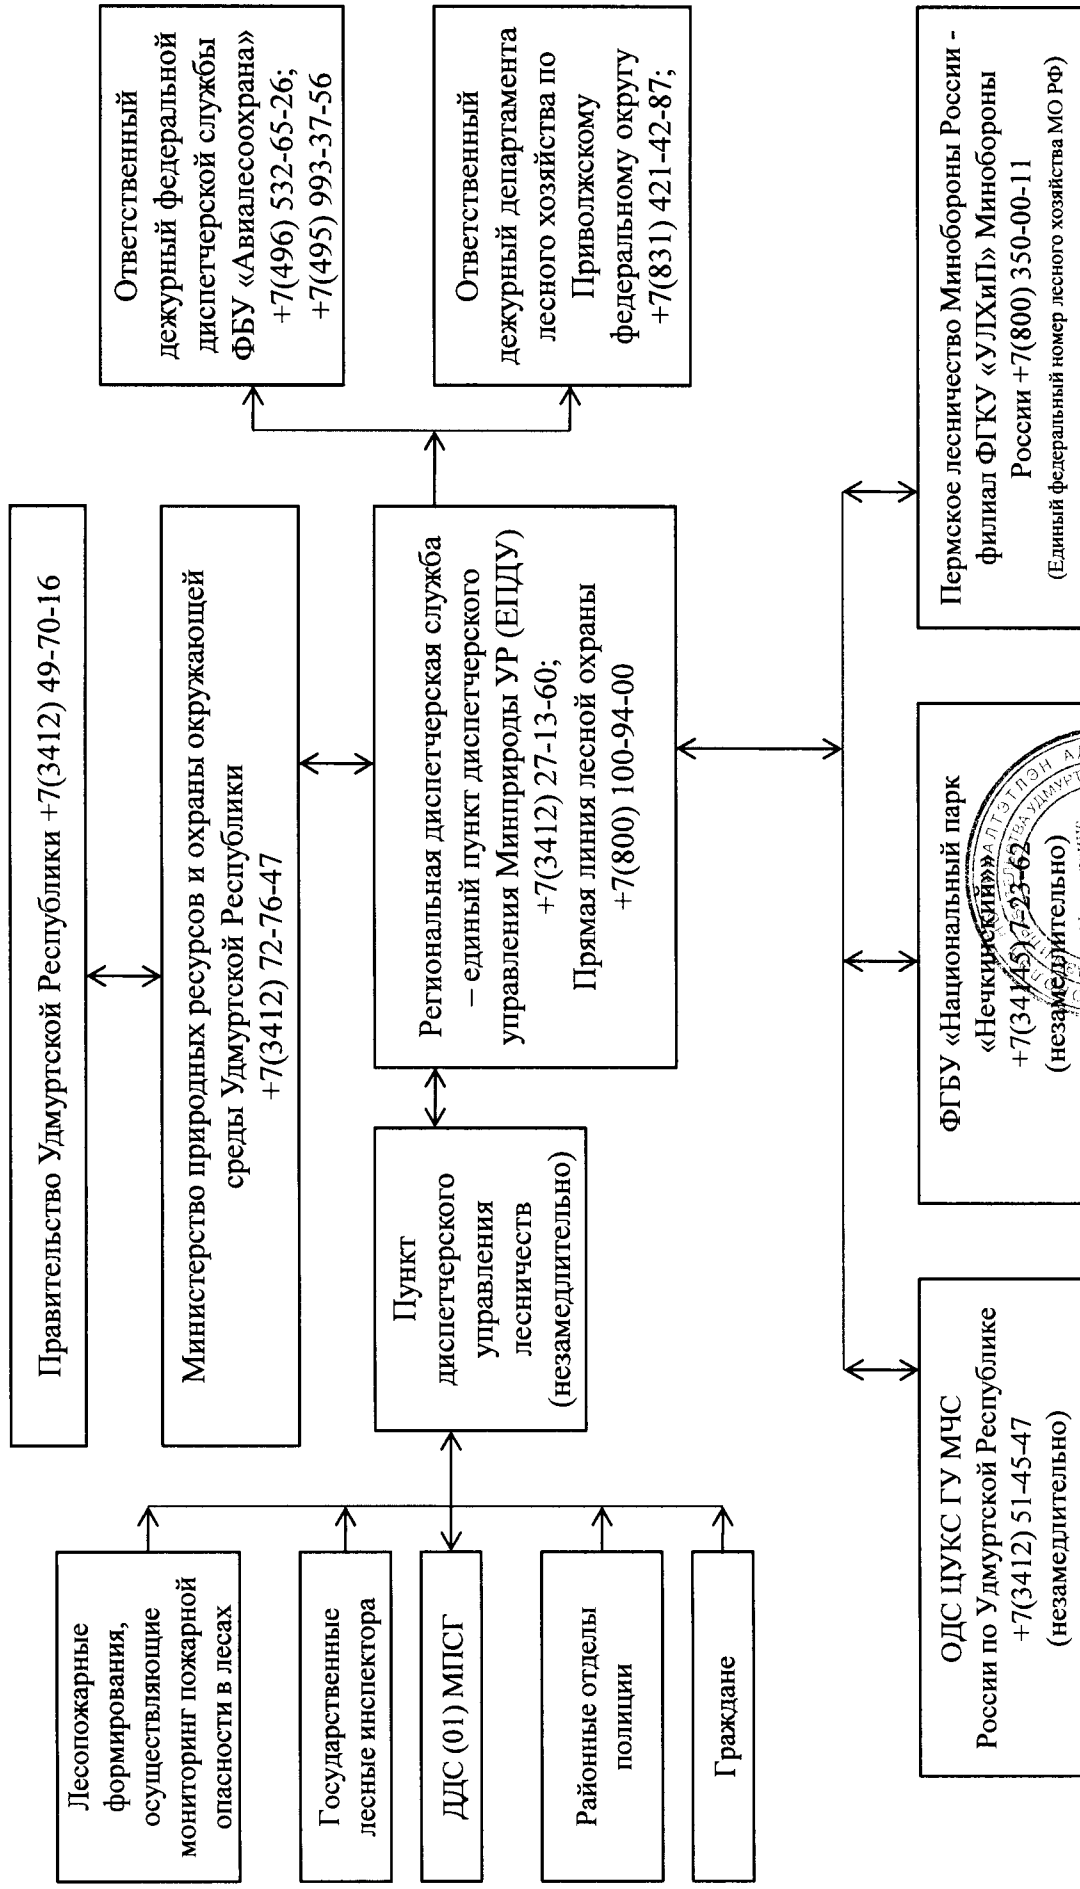 Правительство Удмуртской Республики +7(3412) 49-70-16
Министерство природных ресурсов и охраны окружающей
среды Удмуртской Республики
+7(3412) 72-76-47
Лесопожарные
формирования,
осуществляющие
мониторинг пожарной
опасности в лесах
Государственные
лесные инспектора
ДДС (01) МПСГ
Районные отделы
полиции
Граждане
Пункт
диспетчерского
управления
лесничеств
(незамедлительно)
Региональная диспетчерская служба
– единый пункт диспетчерского
управления Минприроды УР (ЕПДУ)
+7(3412) 27-13-60;
Прямая линия лесной охраны
+7(800) 100-94-00
Ответственный
дежурный федеральной
диспетчерской службы
ФБУ «Авиалесоохрана»
+7(496) 532-65-26;
+7(495) 993-37-56
Ответственный
дежурный департамента
лесного хозяйства по
Приволжскому
федеральному округу
+7(831) 421-42-87;
ОДС ЦУКС ГУ МЧС
России по Удмуртской Республике
+7(3412) 51-45-47
(незамедлительно)
ФГБУ «Национальный парк
«Нечкинский»»
+7(34145) 7-23-62
(незамедлительно)
Пермское лесничество Минобороны России -
филиал ФГКУ «УЛХиП» Минобороны
России +7(800) 350-00-11
(Единый федеральный номер лесного хозяйства МО РФ)